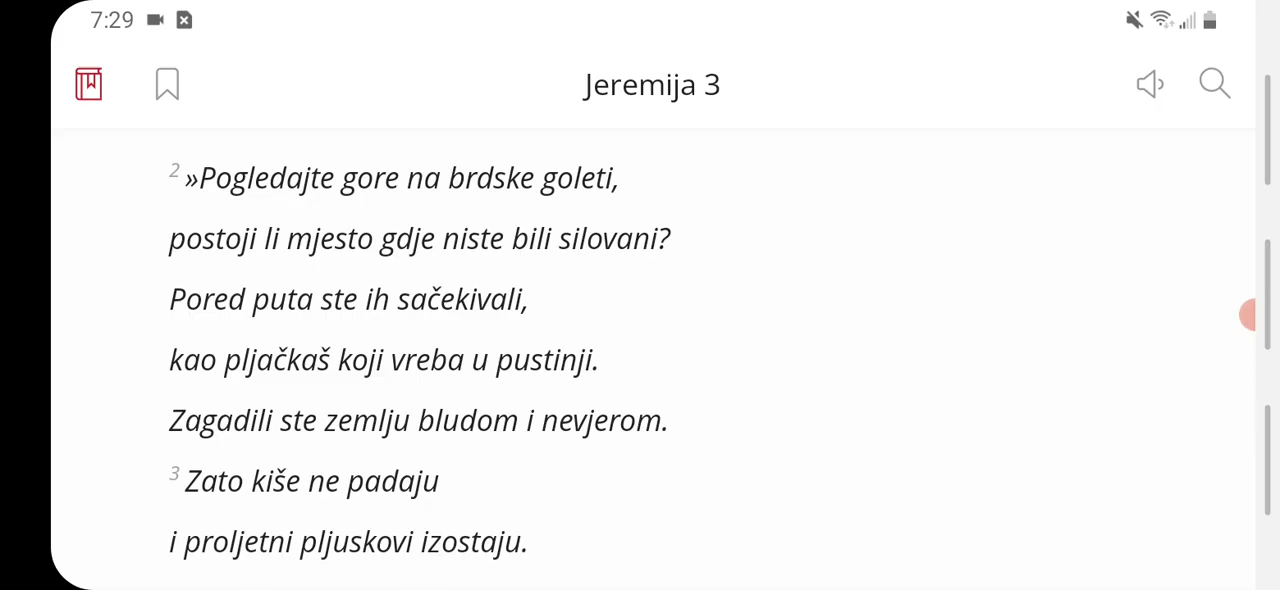 7:29
Jeremija 3
2 »Pogledajte gore na brdske goleti,
postoji li mjesto gdje niste bili silovani?
Pored puta ste ih sačekivali,
kao pljačkaš koji vreba u pustinji.
Zagadili ste zemlju bludom i nevjerom.
3 Zato kiše ne padaju
i proljetni pljuskovi izostaju.